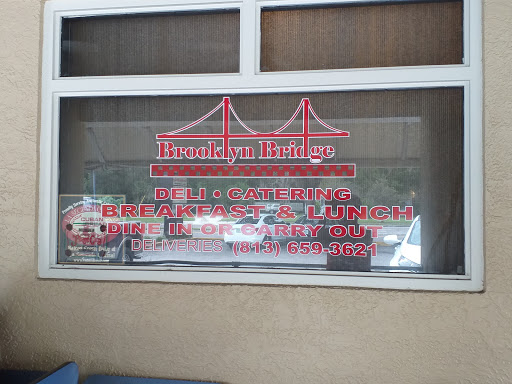 Brooklyn Bridge
DELI • CATERING
BREAKFAST & LUNCH
DINE IN OR CARRY OUT
DELIVERIES (813) 659-3621